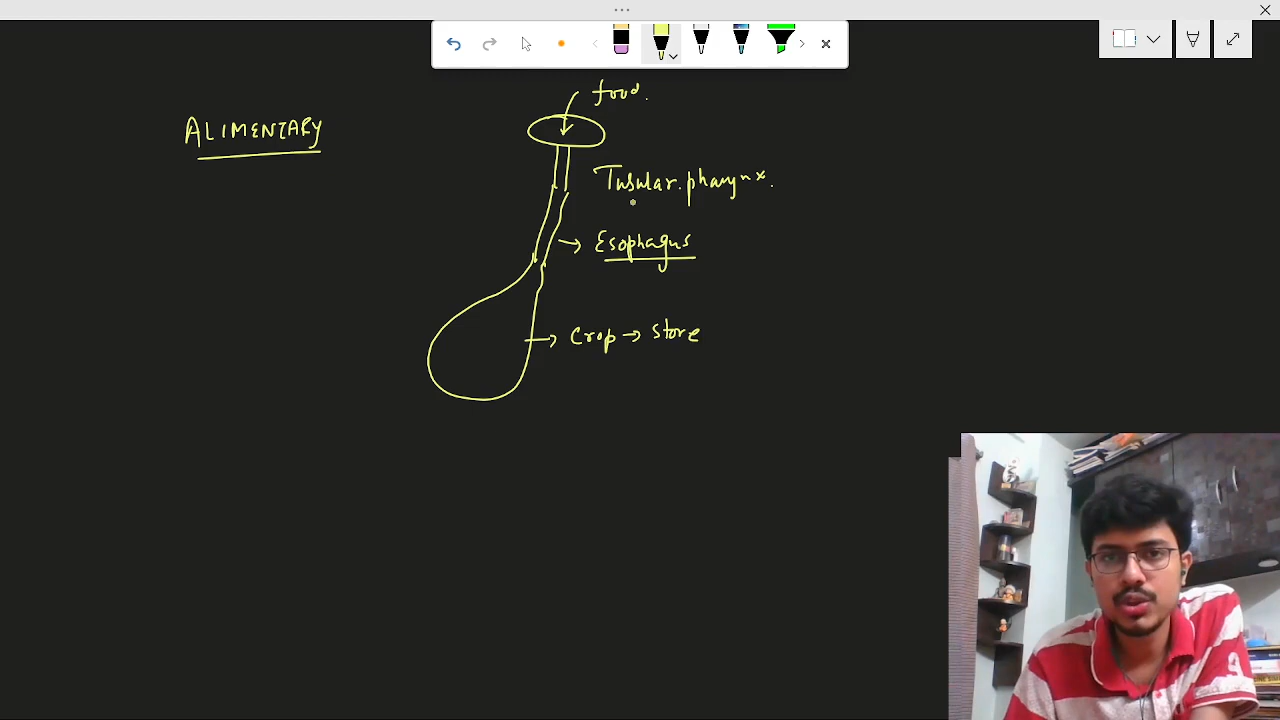 food.
ALIMENTARY
Tubular pharynx.
→ Esophagus
→ Crop → Store